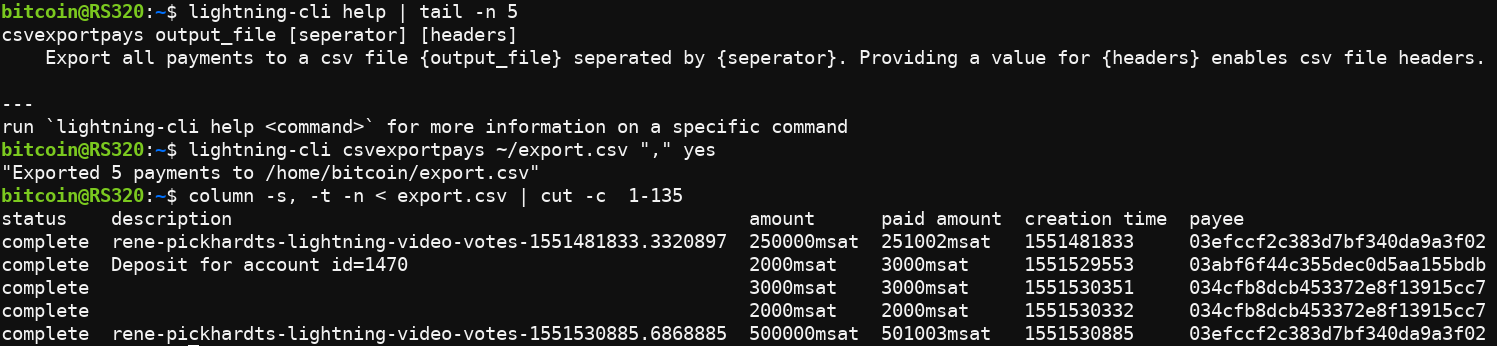 bitcoin@RS320:~$ lightning-cli help | tail -n 5
csvexportpays output_file [seperator] [headers]
    Export all payments to a csv file {output_file} seperated by {seperator}. Providing a value for {headers} enables csv file headers.

---
run `lightning-cli help <command>` for more information on a specific command
bitcoin@RS320:~$ lightning-cli csvexportpays ~/export.csv "," yes
"Exported 5 payments to /home/bitcoin/export.csv"
bitcoin@RS320:~$ column -s, -t -n < export.csv | cut -c  1-135
status    description                                               amount      paid amount  creation time  payee
complete  rene-pickhardts-lightning-video-votes-1551481833.3320897  250000msat  251002msat   1551481833     03efccf2c383d7bf340da9a3f02
complete  Deposit for account id=1470                               2000msat    3000msat     1551529553     03abf6f44c355dec0d5aa155bdb
complete                                                            3000msat    3000msat     1551530351     034cfb8dcb453372e8f13915cc7
complete                                                            2000msat    2000msat     1551530332     034cfb8dcb453372e8f13915cc7
complete  rene-pickhardts-lightning-video-votes-1551530885.6868885  500000msat  501003msat   1551530885     03efccf2c383d7bf340da9a3f02